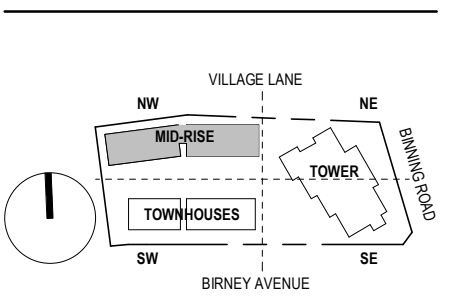 VILLAGE LANE
NW
NE
MID-RISE
BINNING ROAD
TOWER
TOWNHOUSES
SW
SE
BIRNEY AVENUE